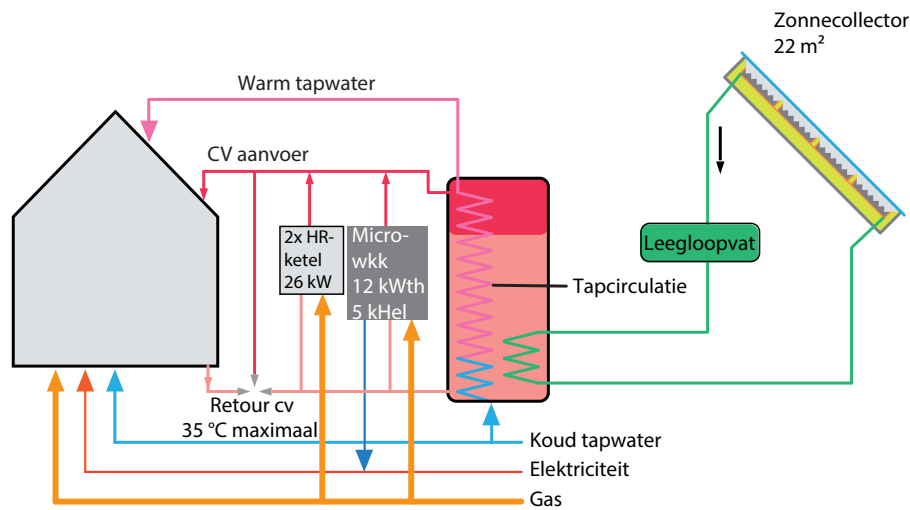 Zonnecollector
22 m²
Warm tapwater
CV aanvoer
2x HR-
ketel
26 kW
Micro-
wkk
12 kWth
5 kHel
Leegloopvat
Tapcirculatie
Retour cv
35 °C maximaal
Koud tapwater
Elektriciteit
Gas